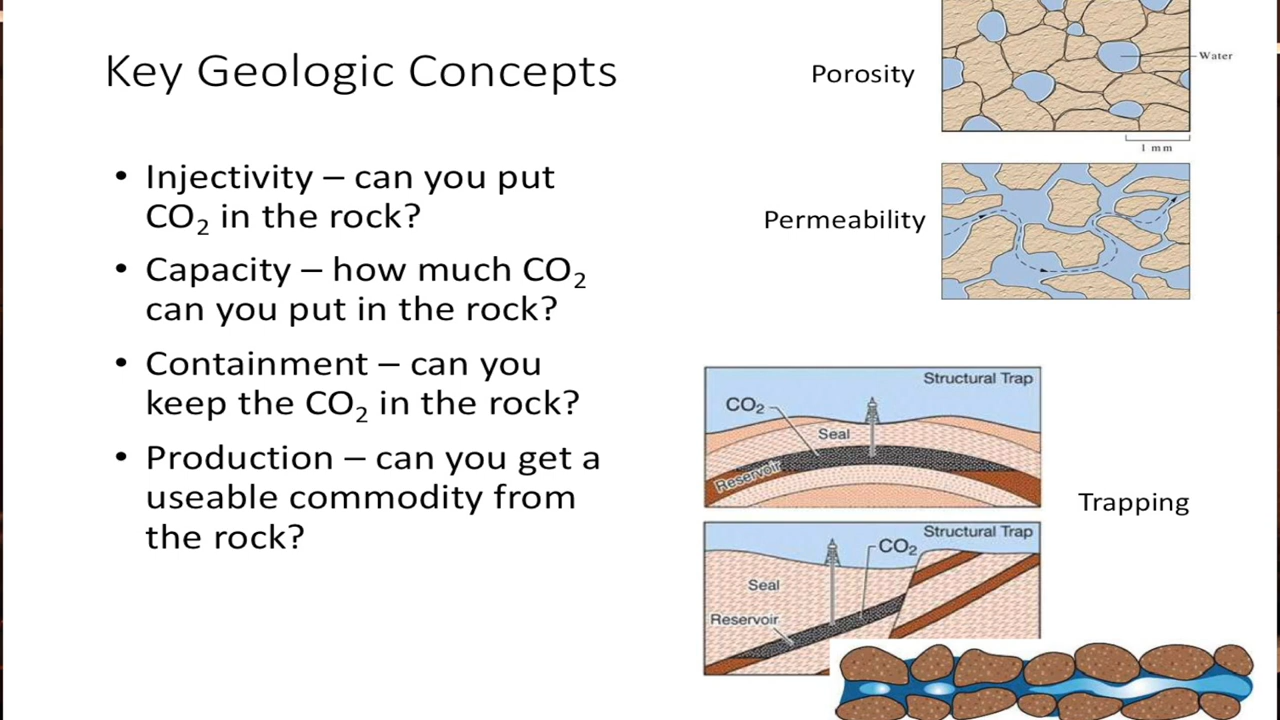 Key Geologic Concepts
• Injectivity – can you put
CO₂ in the rock?
• Capacity – how much CO₂
can you put in the rock?
• Containment – can you
keep the CO₂ in the rock?
• Production – can you get a
useable commodity from
the rock?
Porosity
Water
1 mm
Permeability
Structural Trap
CO₂
Seal
Reservoir
Trapping
Structural Trap
CO₂
Seal
Reservoir